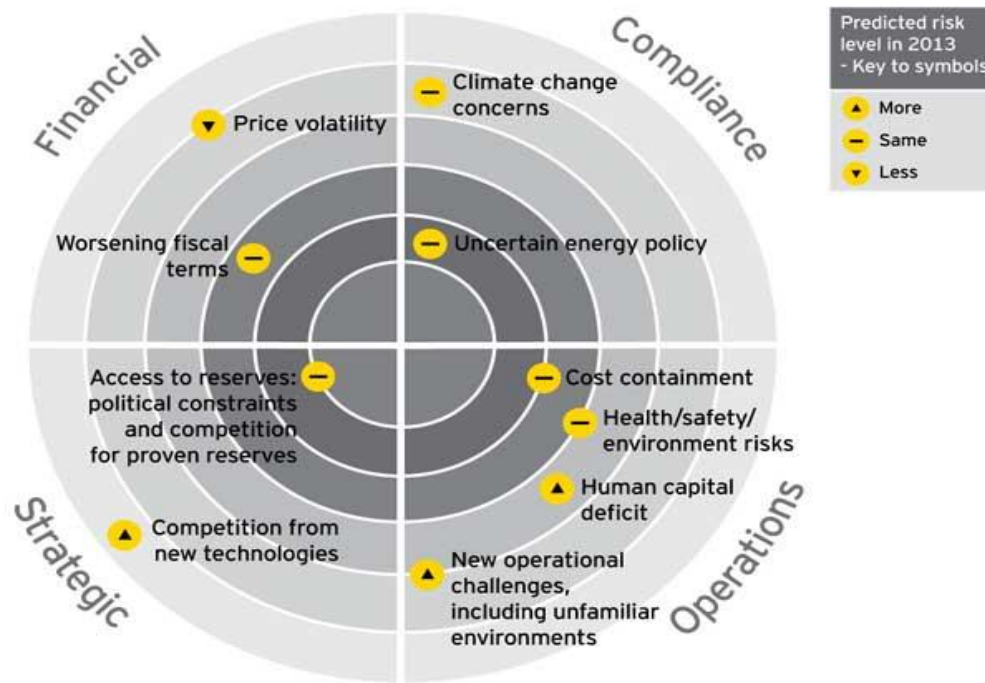 Financial
Compliance
Predicted risk
level in 2013
- Key to symbols
More
Same
Less
Climate change
concerns
Price volatility
Worsening fiscal
terms
Uncertain energy policy
Access to reserves:
political constraints
and competition
for proven reserves
Cost containment
Health/safety/
environment risks
Human capital
deficit
Competition from
new technologies
New operational
challenges,
including unfamiliar
environments
Strategic
Operations